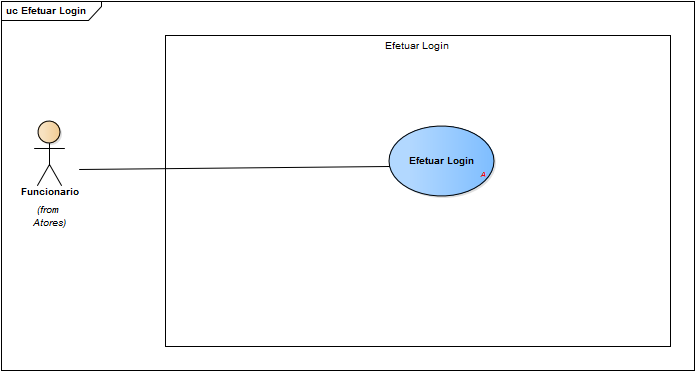 uc Efetuar Login
Efetuar Login
Efetuar Login
A
Funcionario
(from
Atores)